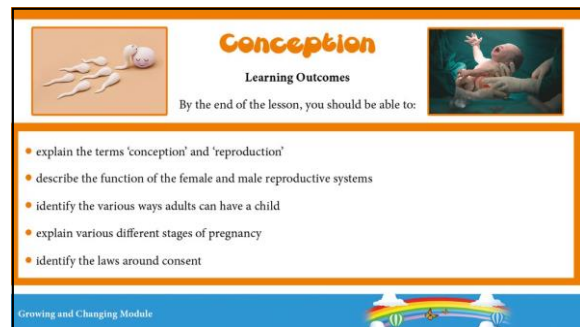 Conception
Learning Outcomes
By the end of the lesson, you should be able to:
explain the terms ‘conception’ and ‘reproduction’
describe the function of the female and male reproductive systems
identify the various ways adults can have a child
explain various different stages of pregnancy
identify the laws around consent
Growing and Changing Module